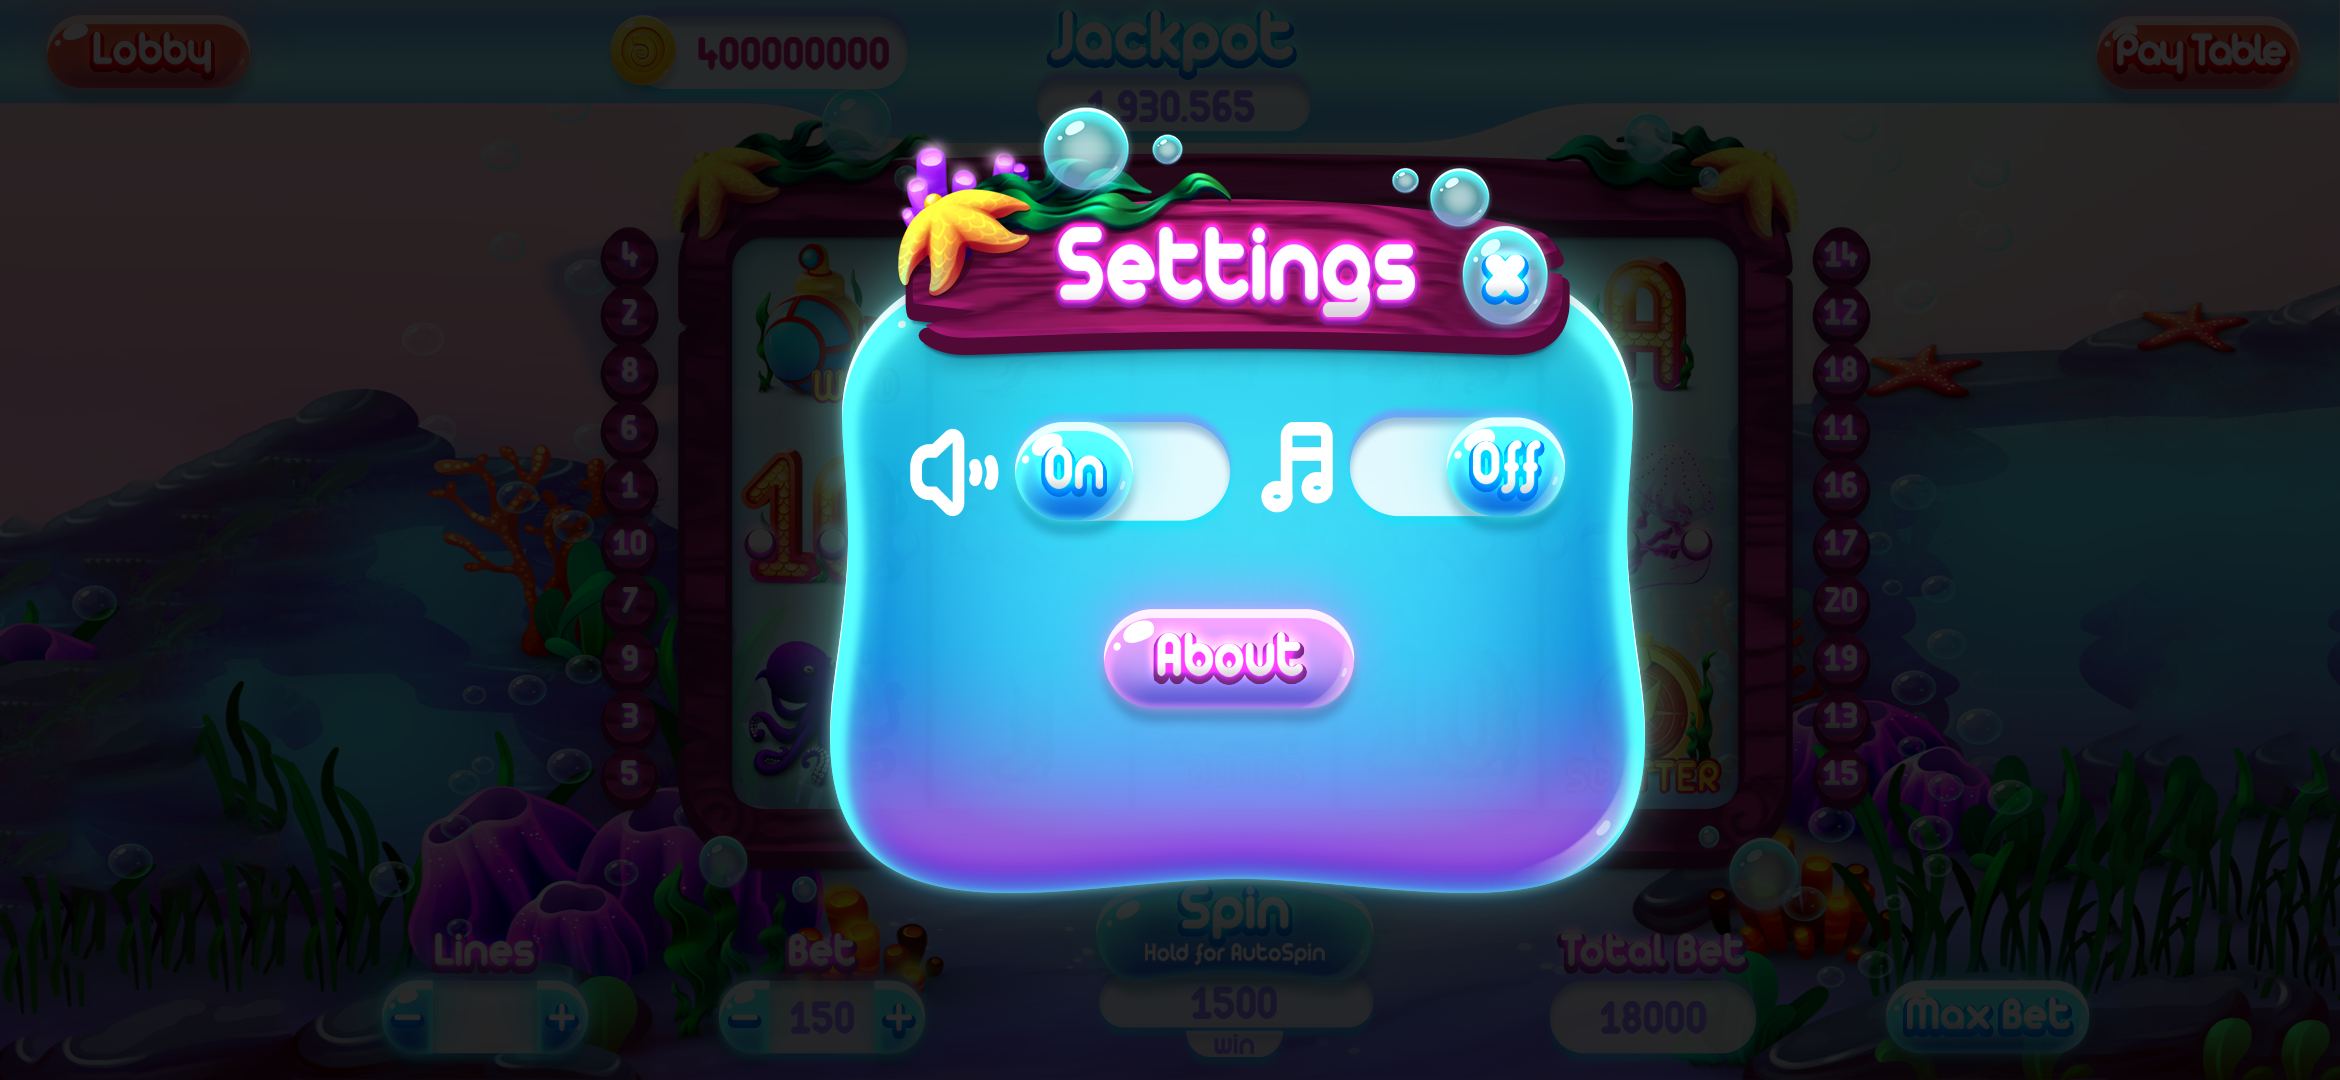 Lobby
400000000
Jackpot
1 930.565
Pay Table
Settings
x
4
2
8
6
1
10
7
9
3
5
14
12
18
11
16
17
20
19
13
15
A
On
Off
About
Spin
Hold for AutoSpin
1500
win
Lines
-
+
Bet
-
150
+
Total Bet
18000
Max Bet